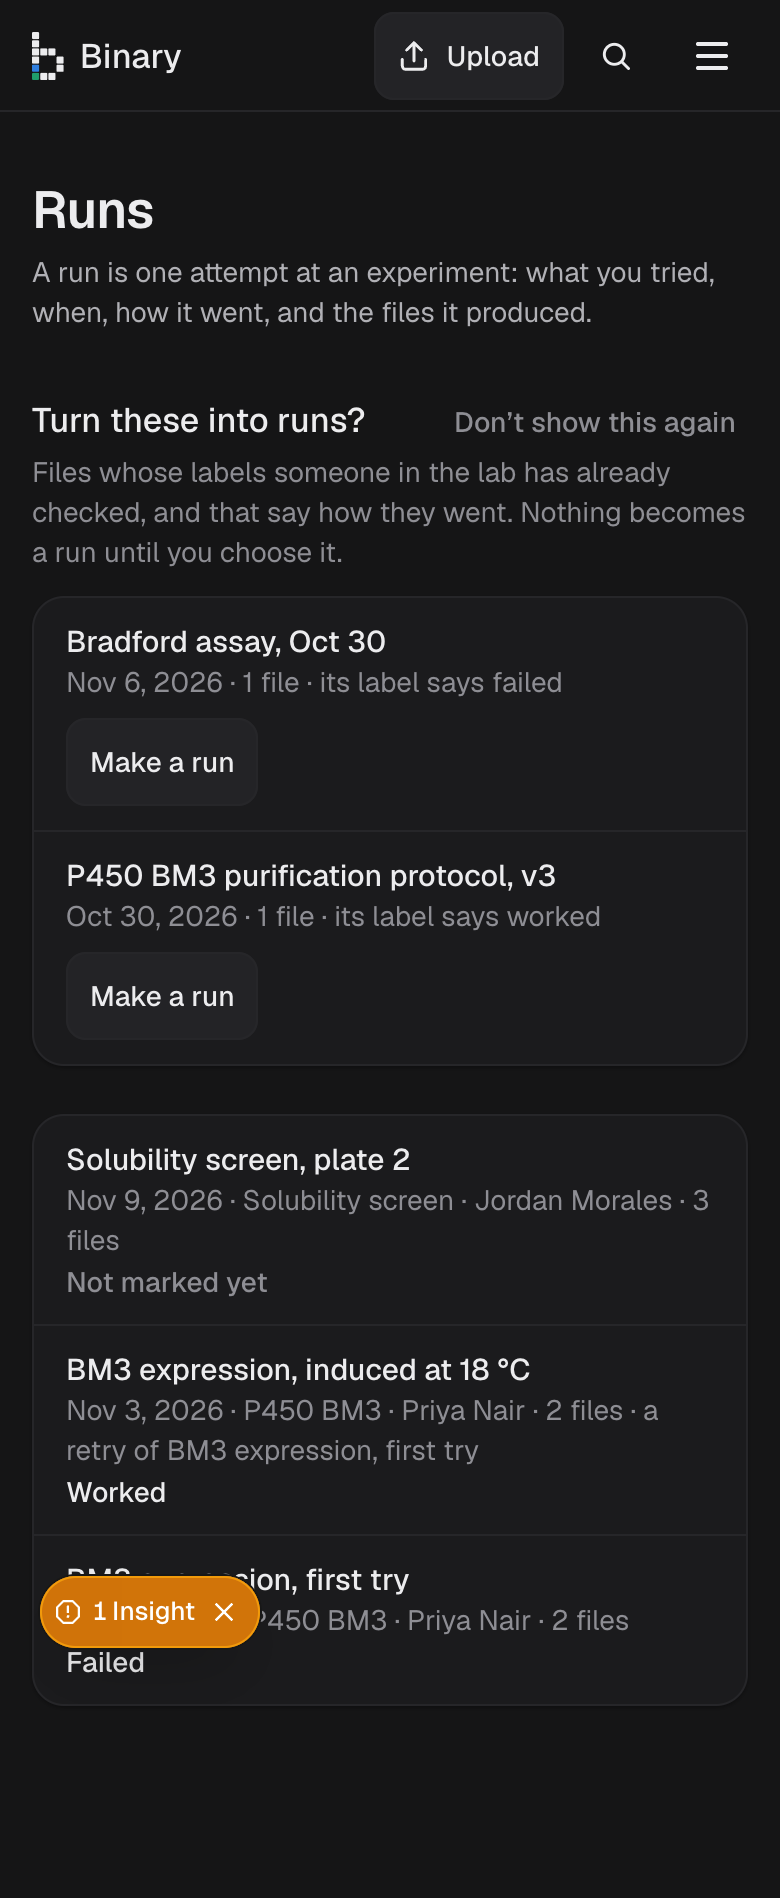 Binary
Upload
Runs
A run is one attempt at an experiment: what you tried,
when, how it went, and the files it produced.
Turn these into runs?
Don’t show this again
Files whose labels someone in the lab has already
checked, and that say how they went. Nothing becomes
a run until you choose it.
Bradford assay, Oct 30
Nov 6, 2026 · 1 file · its label says failed
Make a run
P450 BM3 purification protocol, v3
Oct 30, 2026 · 1 file · its label says worked
Make a run
Solubility screen, plate 2
Nov 9, 2026 · Solubility screen · Jordan Morales · 3
files
Not marked yet
BM3 expression, induced at 18 °C
Nov 3, 2026 · P450 BM3 · Priya Nair · 2 files · a
retry of BM3 expression, first try
Worked
first try
1 Insight
BM3 · Priya Nair · 2 files
Failed